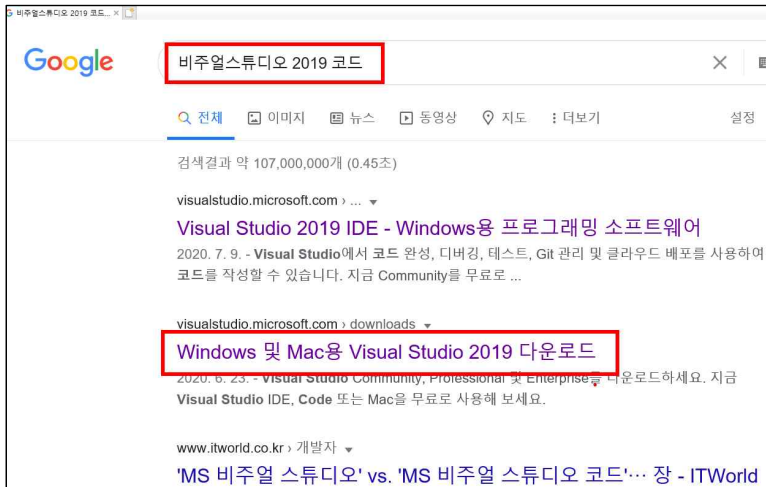 비주얼스튜디오 2019 코드...
Google
비주얼스튜디오 2019 코드
전체 이미지 뉴스 동영상 지도 더보기 설정
검색결과 약 107,000,000개 (0.45초)
visualstudio.microsoft.com › ...
Visual Studio 2019 IDE - Windows용 프로그래밍 소프트웨어
2020. 7. 9. - Visual Studio에서 코드 완성, 디버깅, 테스트, Git 관리 및 클라우드 배포를 사용하여
코드를 작성할 수 있습니다. 지금 Community를 무료로 ...
visualstudio.microsoft.com › downloads
Windows 및 Mac용 Visual Studio 2019 다운로드
2020. 6. 23. - Visual Studio Community, Professional 및 Enterprise를 다운로드하세요. 지금
Visual Studio IDE, Code 또는 Mac을 무료로 사용해 보세요.
www.itworld.co.kr › 개발자
'MS 비주얼 스튜디오' vs. 'MS 비주얼 스튜디오 코드'··· 장 - ITWorld